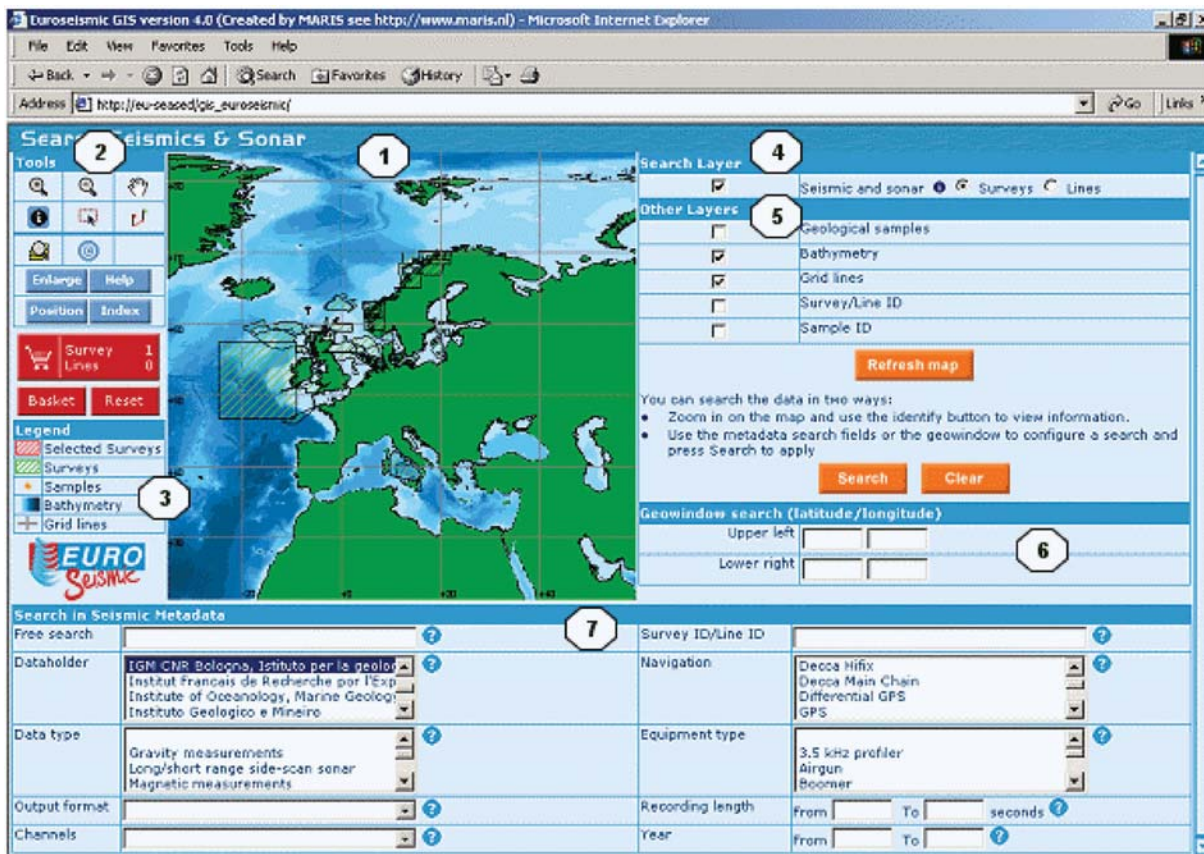 Euroseismic GIS version 4.0 (Created by MARIS see http://www.maris.nl) - Microsoft Internet Explorer
File Edit View Favorites Tools Help
Back Search Favorites History
Address http://eu-seased/gis_euroseismic/ Go Links
Seismics & Sonar
1
2
4
Tools
Search Layer
Seismic and sonar Surveys Lines
Other Layers
5
Geological samples
Bathymetry
Grid lines
Survey/Line ID
Sample ID
Enlarge Help
Position Index
Survey 1
Lines 0
Basket Reset
Refresh map
You can search the data in two ways:
• Zoom in on the map and use the identify button to view information.
• Use the metadata search fields or the geowindow to configure a search and
press Search to apply
Search Clear
Legend
Selected Surveys
Surveys
Samples
Bathymetry
Grid lines
3
EURO
Seismic
Geowindow search (latitude/longitude)
Upper left
Lower right
6
Search in Seismic Metadata
7
Free search
Survey ID/Line ID
Dataholder
IGM CNR Bologna, Istituto per la geolog
Institut Francais de Recherche por l'Exp
Institute of Oceanology, Marine Geology
Instituto Geologico e Mineiro
Navigation
Decca Hifix
Decca Main Chain
Differential GPS
GPS
Data type
Gravity measurements
Long/short range side-scan sonar
Magnetic measurements
Equipment type
3.5 kHz profiler
Airgun
Boomer
Output format
Recording length from To seconds
Channels
Year from To